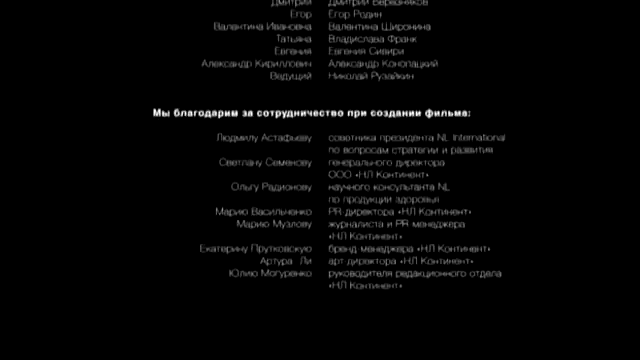 Дмитрий Дмитрий Березняков
Егор Егор Родин
Валентина Ивановна Валентина Широнина
Татьяна Владислава Франк
Евгения Евгения Сивири
Александр Кириллович Александр Конопацкий
Ведущий Николай Рузайкин
Мы благодарим за сотрудничество при создании фильма:
Людмилу Астафьеву советника президента NL International
по вопросам стратегии и развития
Светлану Семенову генерального директора
ООО «НЛ Континент»
Ольгу Радионову научного консультанта NL
по продукции здоровья
Марию Васильченко PR директора «НЛ Континент»
Марию Музлову журналиста и PR менеджера
«НЛ Континент»
Екатерину Прутковскую бренд-менеджера «НЛ Континент»
Артура Ли арт-директора «НЛ Континент»
Юлию Могуренко руководителя редакционного отдела
«НЛ Континент»